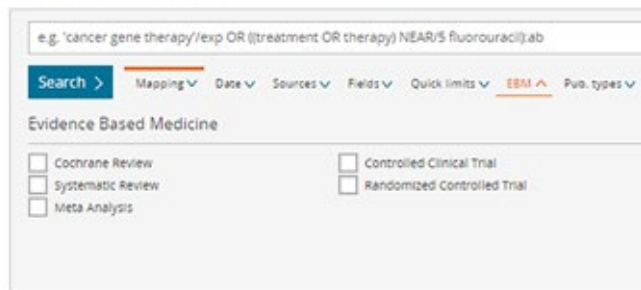 e.g. 'cancer gene therapy'/exp OR ((treatment OR therapy) NEAR/5 fluorouracil):ab
Search > Mapping Date Sources Fields Quick limits EBM Pub. types
Evidence Based Medicine
Cochrane Review Controlled Clinical Trial
Systematic Review Randomized Controlled Trial
Meta Analysis